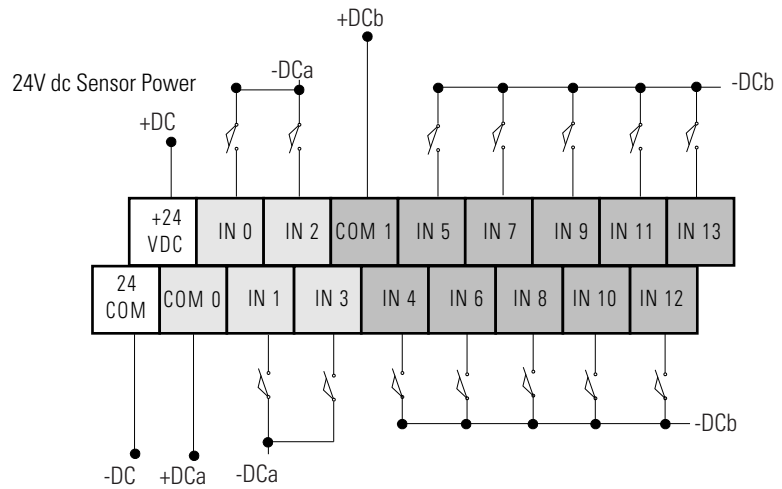 +DCb
24V dc Sensor Power
-DCa
-DCb
+DC
+24
VDC
IN 0
IN 2
COM 1
IN 5
IN 7
IN 9
IN 11
IN 13
24
COM
COM 0
IN 1
IN 3
IN 4
IN 6
IN 8
IN 10
IN 12
-DCb
-DC
+DCa
-DCa